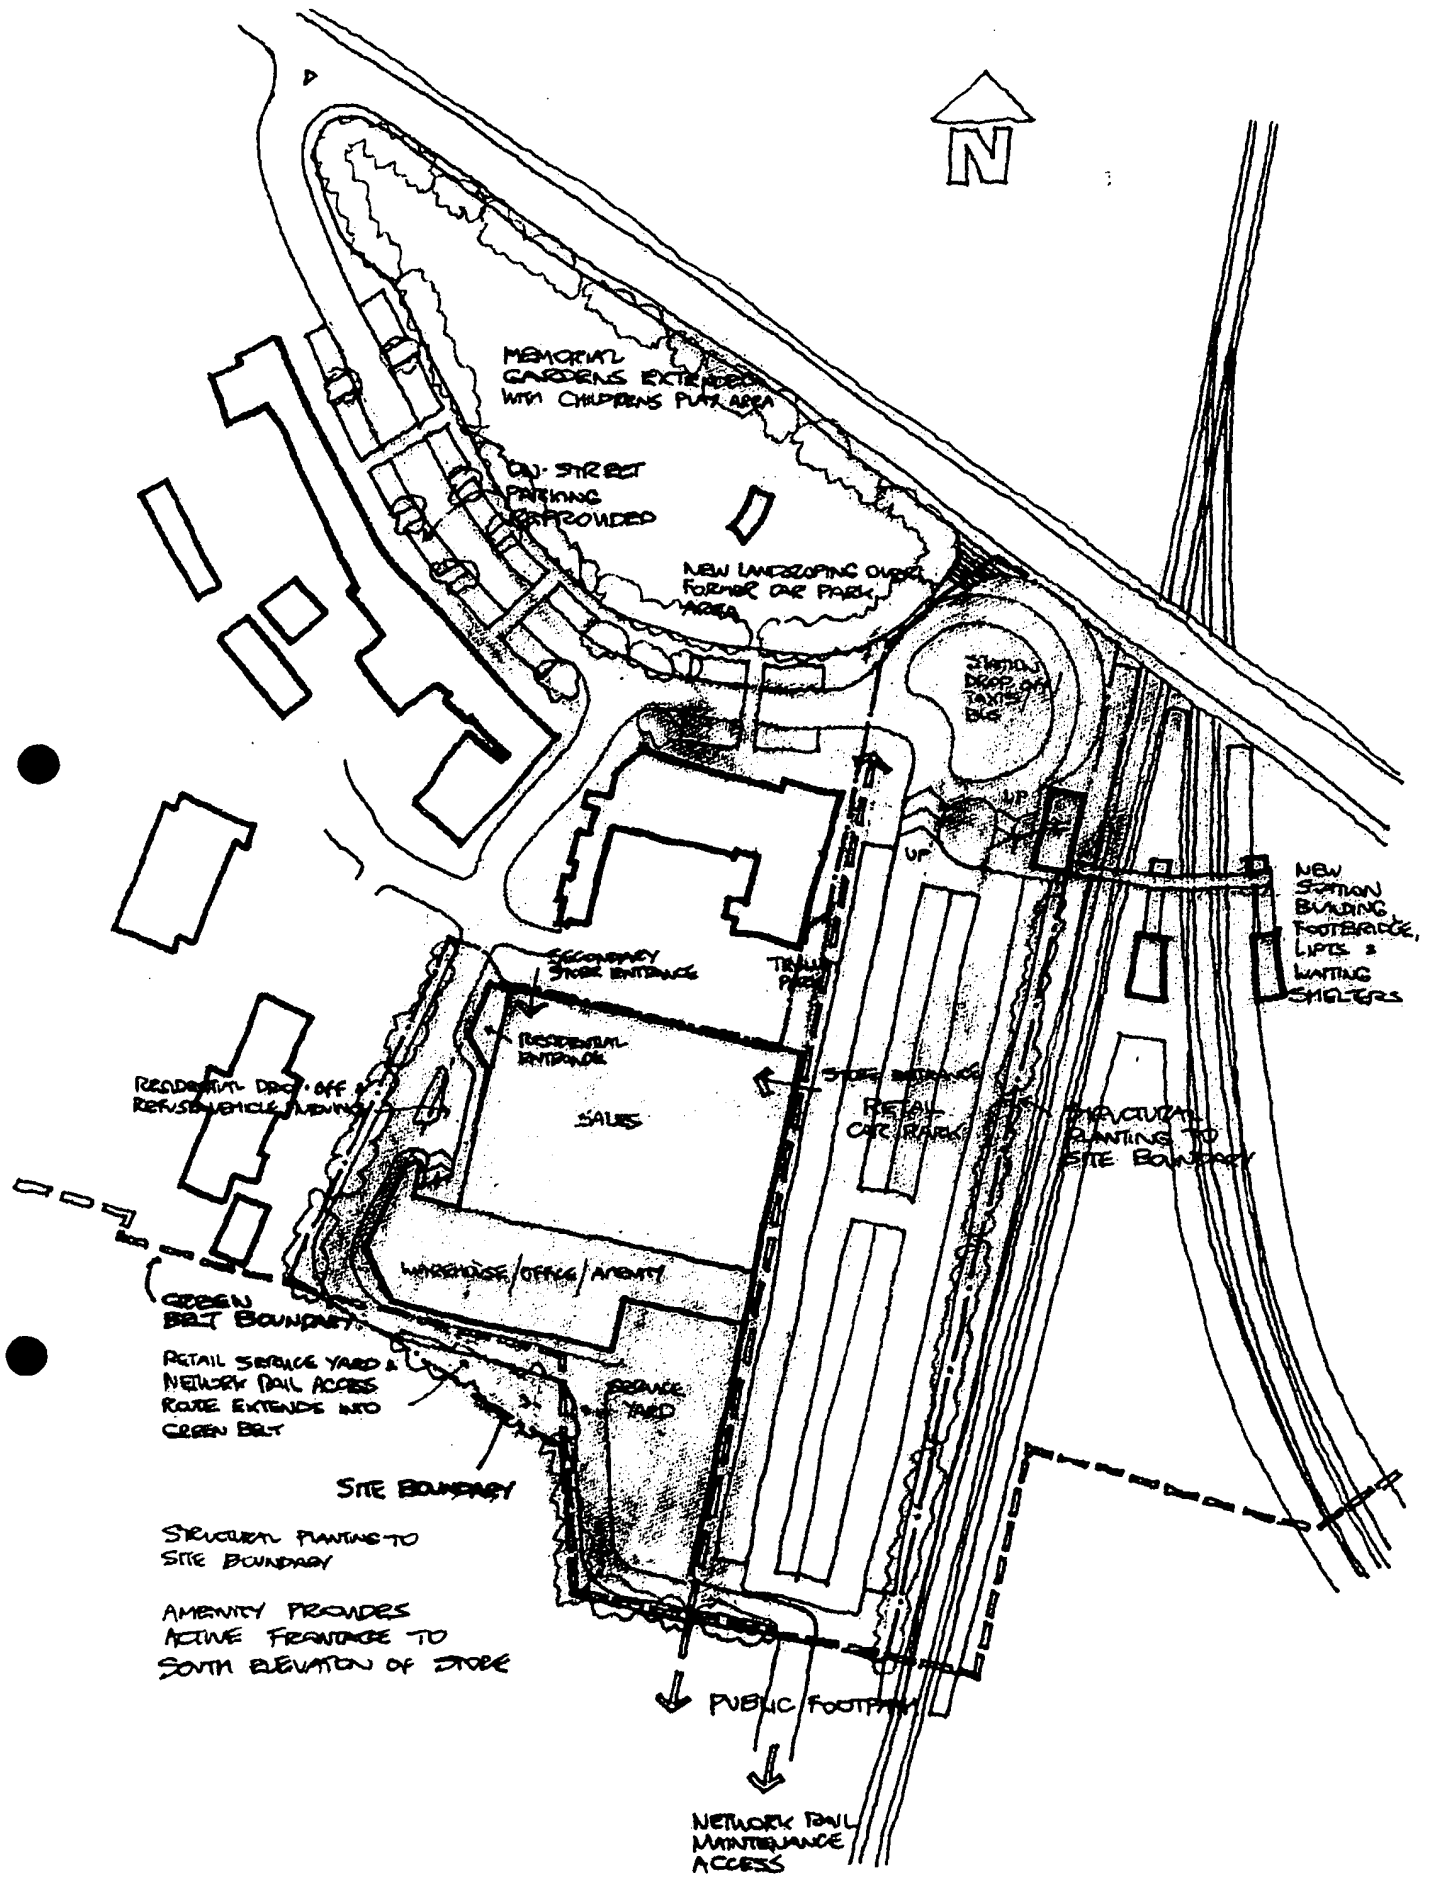 N
MEMORIAL
GARDENS EXTENDED
WITH CHILDRENS PLAY AREA
ON-STREET
PARKING
REPROVIDED
NEW LANDSCAPING OVER
FORMER CAR PARK
AREA
STATION
DROP OFF/
TAXIS/
UP
UP
NEW
STATION
BUILDING,
FOOTBRIDGE,
LIFTS &
WAITING
SHELTERS
SECONDARY
STORE ENTRANCE
TROLLEY
PARK
RESIDENTIAL
ENTRANCE
RESIDENTIAL DROP-OFF &
REFUSE VEHICLE
STORE ENTRANCE
SALES
RETAIL
CAR PARK
STRUCTURAL
PLANTING TO
SITE BOUNDARY
WAREHOUSE/OFFICE/AMENITY
GREEN
BELT BOUNDARY
RETAIL SERVICE YARD &
NETWORK RAIL ACCESS
ROUTE EXTENDS INTO
GREEN BELT
SERVICE
YARD
SITE BOUNDARY
STRUCTURAL PLANTING TO
SITE BOUNDARY
AMENITY PROVIDES
ACTIVE FRONTAGE TO
SOUTH ELEVATION OF STORE
PUBLIC FOOTPATH
NETWORK RAIL
MAINTENANCE
ACCESS